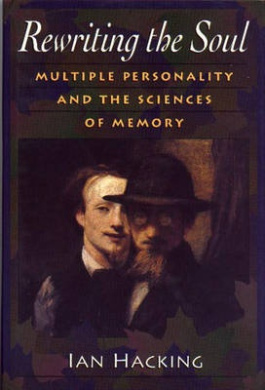 Rewriting the Soul
MULTIPLE PERSONALITY
AND THE SCIENCES
OF MEMORY
IAN HACKING